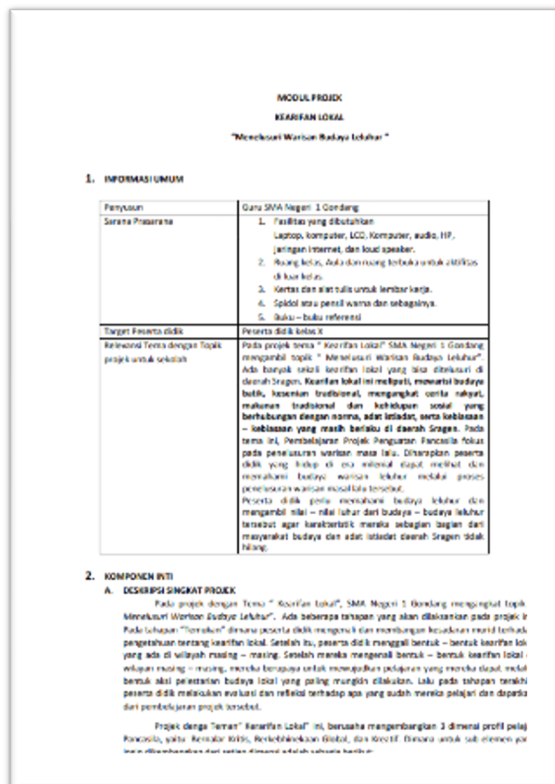 MODUL PROJEK
KEARIFAN LOKAL
"Menelusuri Warisan Budaya Leluhur "
1. INFORMASI UMUM
Penyusun Guru SMA Negeri 1 Gondang
Sarana Prasarana 1. Fasilitas yang dibutuhkan
Laptop, komputer, LCD, Komputer, audio, HP,
jaringan internet, dan loud speaker.
2. Ruang kelas, Aula dan ruang terbuka untuk aktifitas
di luar kelas.
3. Kertas dan alat tulis untuk lembar kerja.
4. Spidol atau pensil warna dan sebagainya.
5. Buku – buku referensi
Target Peserta didik Peserta didik kelas X
Relevansi Tema dengan Topik Pada projek tema " Kearifan Lokal" SMA Negeri 1 Gondang
projek untuk sekolah mengambil topik " Menelusuri Warisan Budaya Leluhur".
Ada banyak sekali kearifan lokal yang bisa ditelusuri di
daerah Sragen. Kearifan lokal ini meliputi, mewarisi budaya
batik, kesenian tradisional, mengangkat cerita rakyat,
makanan tradisional dan kehidupan sosial yang
berhubungan dengan norma, adat istiadat, serta kebiasaan
– kebiasaan yang masih berlaku di daerah Sragen. Pada
tema ini, Pembelajaran Projek Penguatan Pancasila fokus
pada penelusuran warisan masa lalu. Diharapkan peserta
didik yang hidup di era milenial dapat melihat dan
memahami budaya warisan leluhur melalui proses
penelusuran warisan masa lalu tersebut.
Peserta didik perlu memahami budaya leluhur dan
mengambil nilai – nilai luhur dari budaya – budaya leluhur
tersebut agar karakteristik mereka sebagian bagian dari
masyarakat budaya dan adat istiadat daerah Sragen tidak
hilang.
2. KOMPONEN INTI
A. DESKRIPSI SINGKAT PROJEK
Pada projek dengan Tema " Kearifan Lokal", SMA Negeri 1 Gondang mengangkat topik
Menelusuri Warisan Budaya Leluhur". Ada beberapa tahapan yang akan dilaksankan pada projek
Pada tahapan "Temukan" dimana peserta didik mengenali dan membangan kesadaran murid
pengetahuan tentang kearifan lokal. Setelah itu, peserta didik menggali bentuk – bentuk kearifan
yang ada di wilayah masing – masing. Setelah mereka mengenali bentuk – bentuk kearifan lokal
wilayan masing – masing, mereka berupaya untuk mewujudkan pelajaran yang mereka dapat
bentuk aksi pelestarian budaya lokal yang paling mungkin dilakukan. Lalu pada tahapan
peserta didik melakukan evaluasi dan refleksi terhadap apa yang sudah mereka pelajari dan
dari pembelajaran projek tersebut.
Projek denga Teman" Kerarifan Lokal" ini, berusaha mengembangkan 3 dimensi profil
Pancasila, yaitu Bernalar Kritis, Berkebhinekaan Global, dan Kreatif. Dimana untuk sub elemen